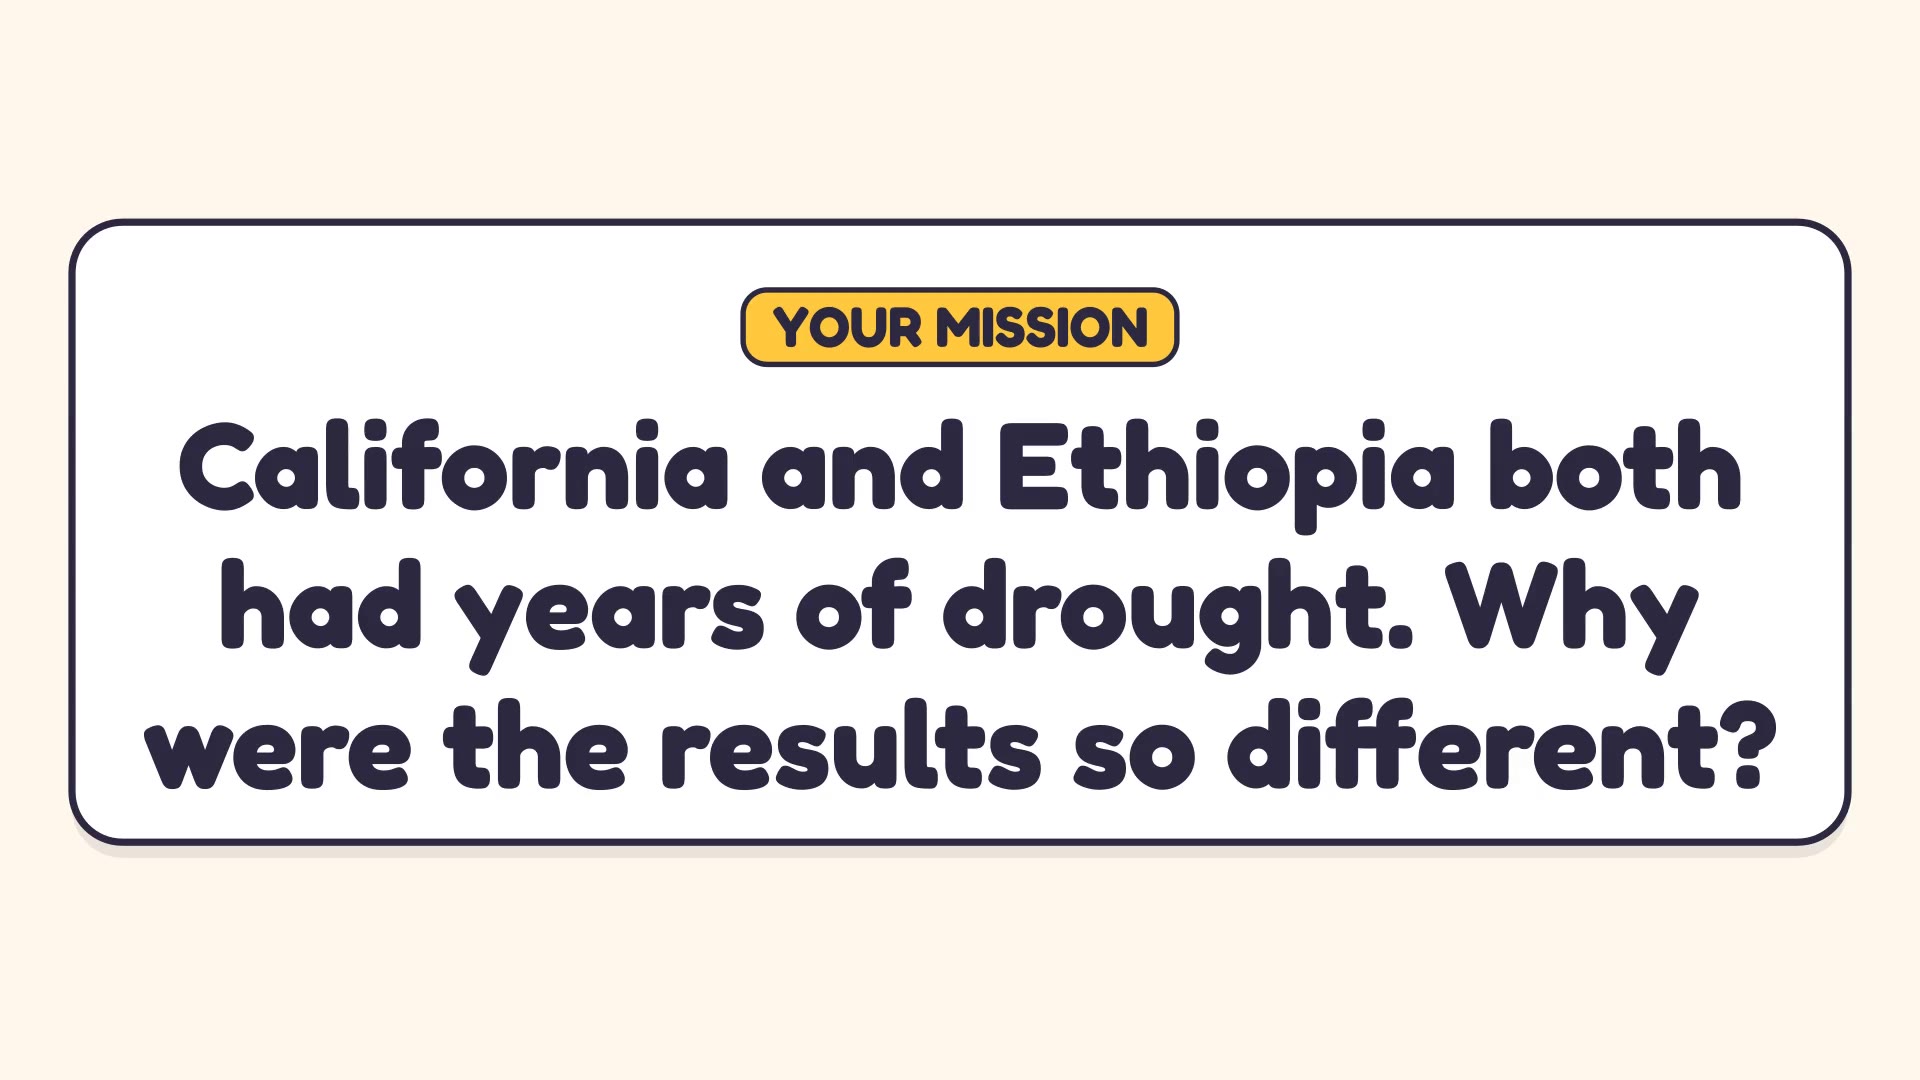 YOUR MISSION
California and Ethiopia both
had years of drought. Why
were the results so different?